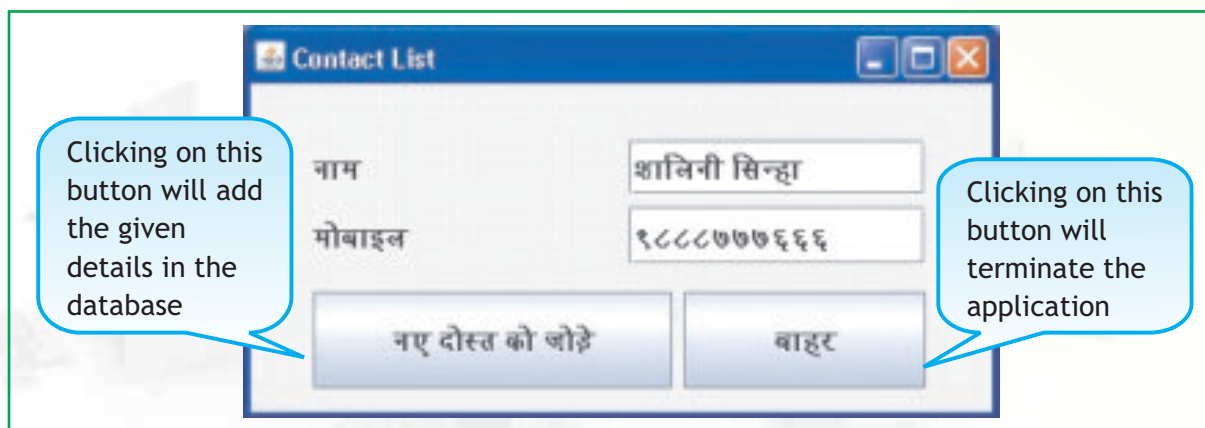 Contact List
Clicking on this
button will add
the given
details in the
database
नाम
शालिनी सिन्हा
मोबाइल
९८८८७७७६६६
नए दोस्त को जोड़े
बाहर
Clicking on this
button will
terminate the
application